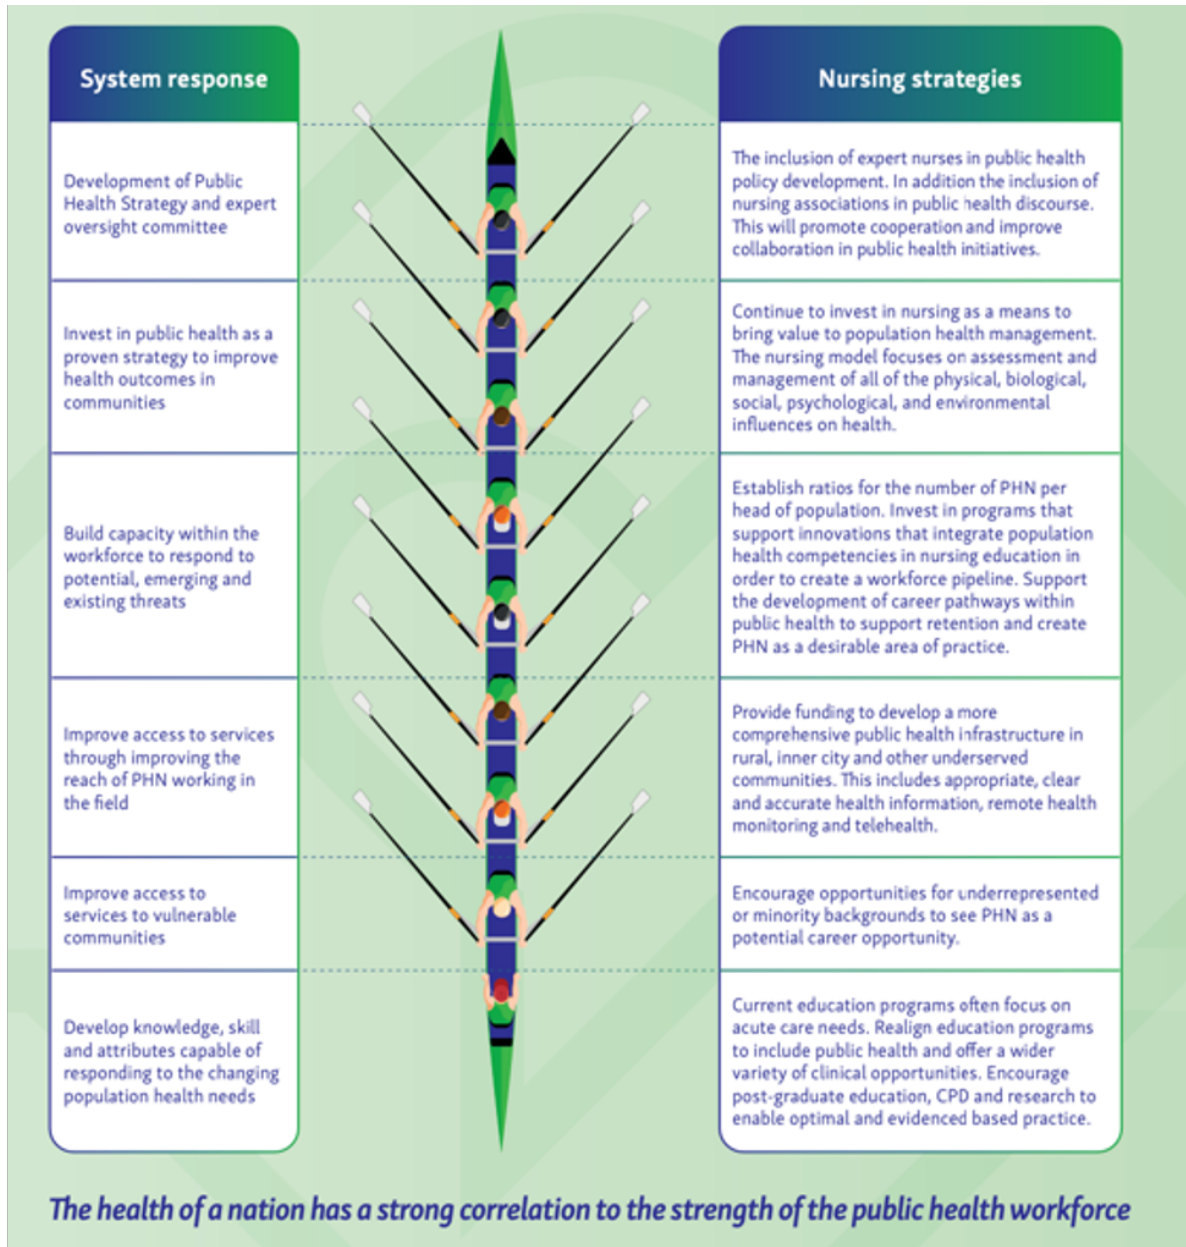 System response
Nursing strategies
Development of Public
Health Strategy and expert
oversight committee
The inclusion of expert nurses in public health
policy development. In addition the inclusion of
nursing associations in public health discourse.
This will promote cooperation and improve
collaboration in public health initiatives.
Invest in public health as a
proven strategy to improve
health outcomes in
communities
Continue to invest in nursing as a means to
bring value to population health management.
The nursing model focuses on assessment and
management of all of the physical, biological,
social, psychological, and environmental
influences on health.
Build capacity within the
workforce to respond to
potential, emerging and
existing threats
Establish ratios for the number of PHN per
head of population. Invest in programs that
support innovations that integrate population
health competencies in nursing education in
order to create a workforce pipeline. Support
the development of career pathways within
public health to support retention and create
PHN as a desirable area of practice.
Improve access to services
through improving the
reach of PHN working in
the field
Provide funding to develop a more
comprehensive public health infrastructure in
rural, inner city and other underserved
communities. This includes appropriate, clear
and accurate health information, remote health
monitoring and telehealth.
Improve access to
services to vulnerable
communities
Encourage opportunities for underrepresented
or minority backgrounds to see PHN as a
potential career opportunity.
Develop knowledge, skill
and attributes capable of
responding to the changing
population health needs
Current education programs often focus on
acute care needs. Realign education programs
to include public health and offer a wider
variety of clinical opportunities. Encourage
post-graduate education, CPD and research to
enable optimal and evidenced based practice.
The health of a nation has a strong correlation to the strength of the public health workforce